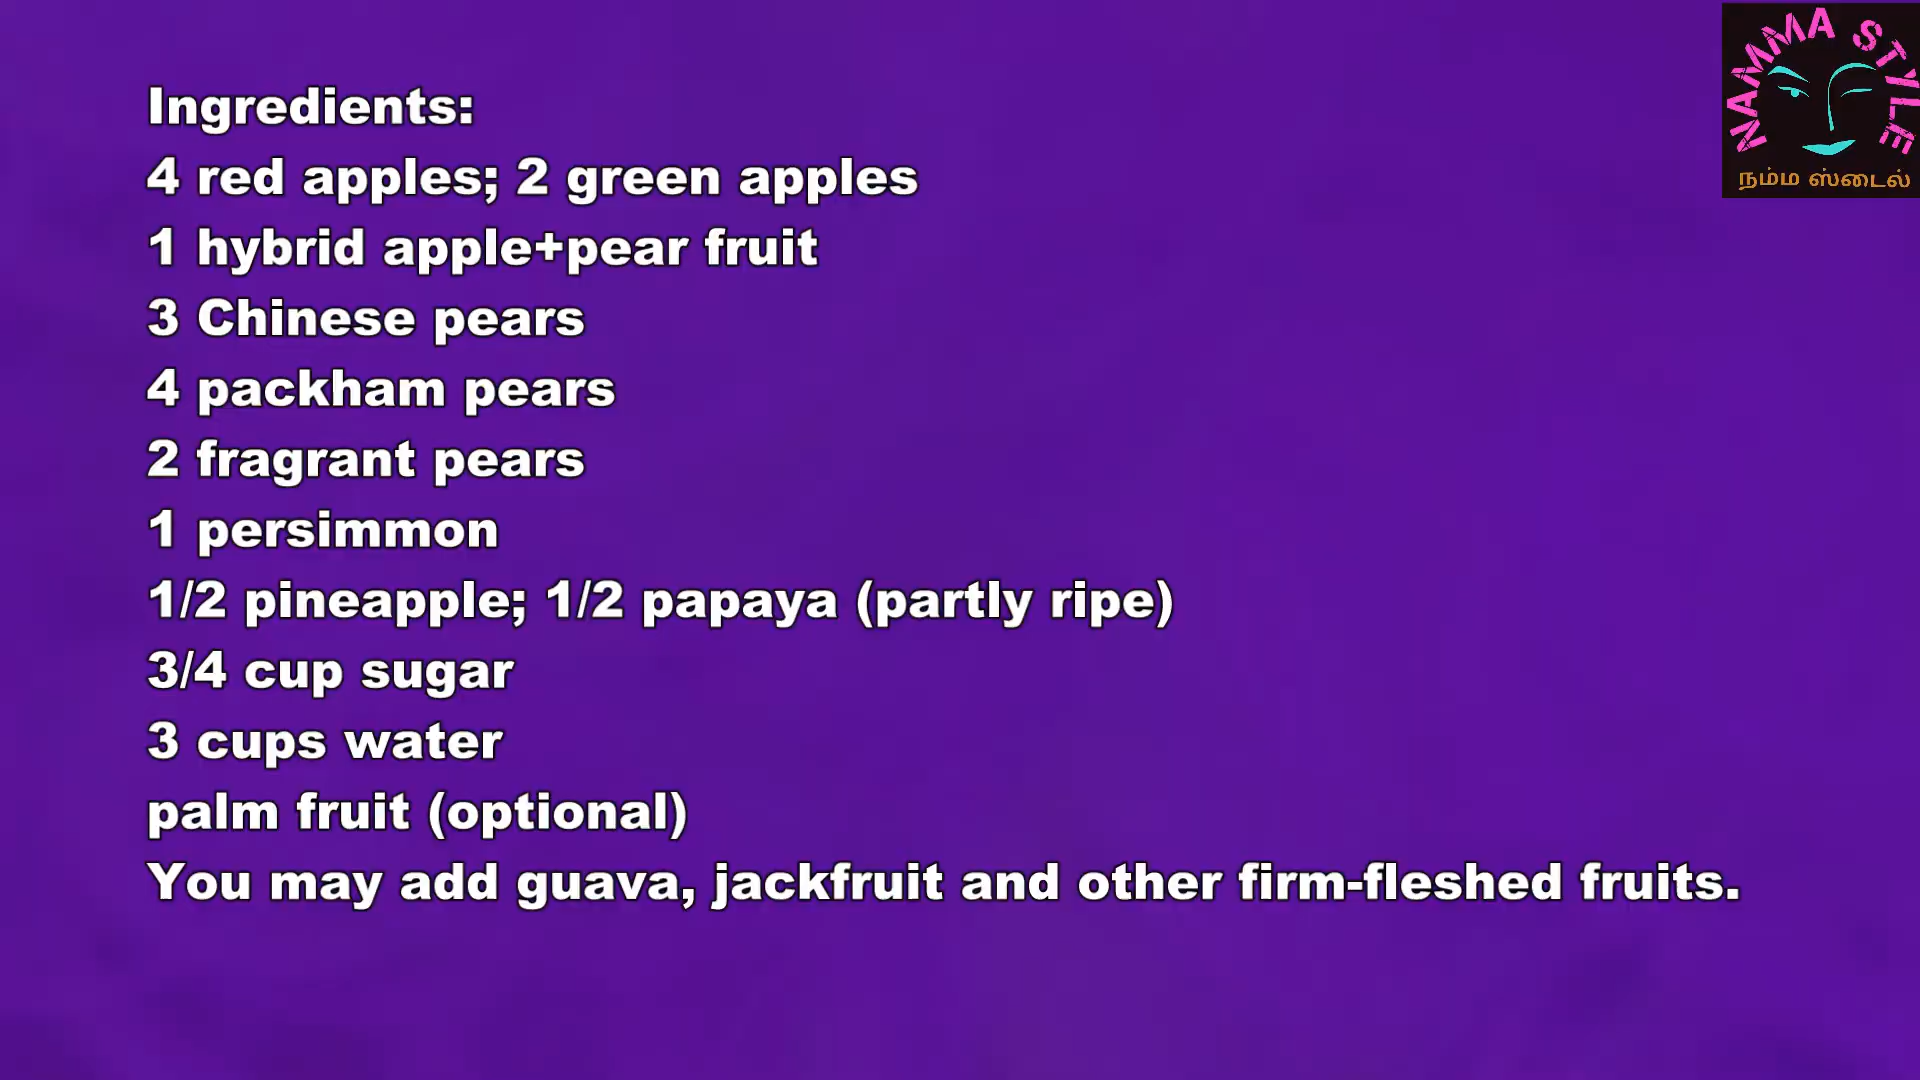 NAMMA STYLE
நம்ம ஸ்டைல்
Ingredients:
4 red apples; 2 green apples
1 hybrid apple+pear fruit
3 Chinese pears
4 packham pears
2 fragrant pears
1 persimmon
1/2 pineapple; 1/2 papaya (partly ripe)
3/4 cup sugar
3 cups water
palm fruit (optional)
You may add guava, jackfruit and other firm-fleshed fruits.